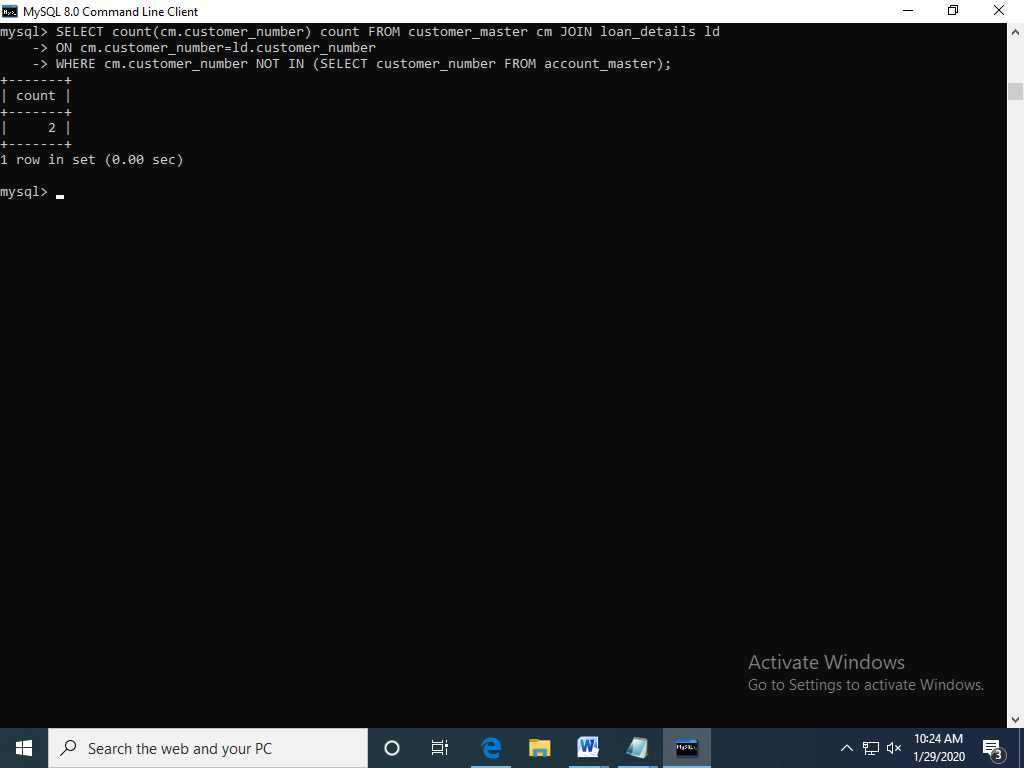 MySQL 8.0 Command Line Client
mysql> SELECT count(cm.customer_number) count FROM customer_master cm JOIN loan_details ld
    -> ON cm.customer_number=ld.customer_number
    -> WHERE cm.customer_number NOT IN (SELECT customer_number FROM account_master);
+-------+
| count |
+-------+
|     2 |
+-------+
1 row in set (0.00 sec)
mysql>
Activate Windows
Go to Settings to activate Windows.
Search the web and your PC
10:24 AM
1/29/2020
3